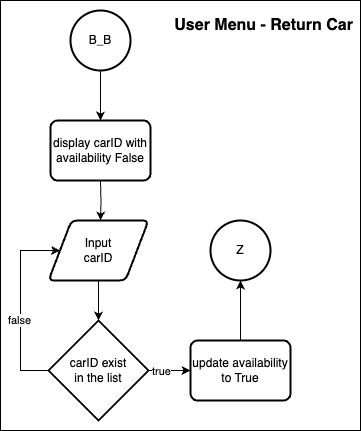 User Menu - Return Car
B_B
display carID with
availability False
Input
carID
Z
false
carID exist
in the list
true
update availability
to True